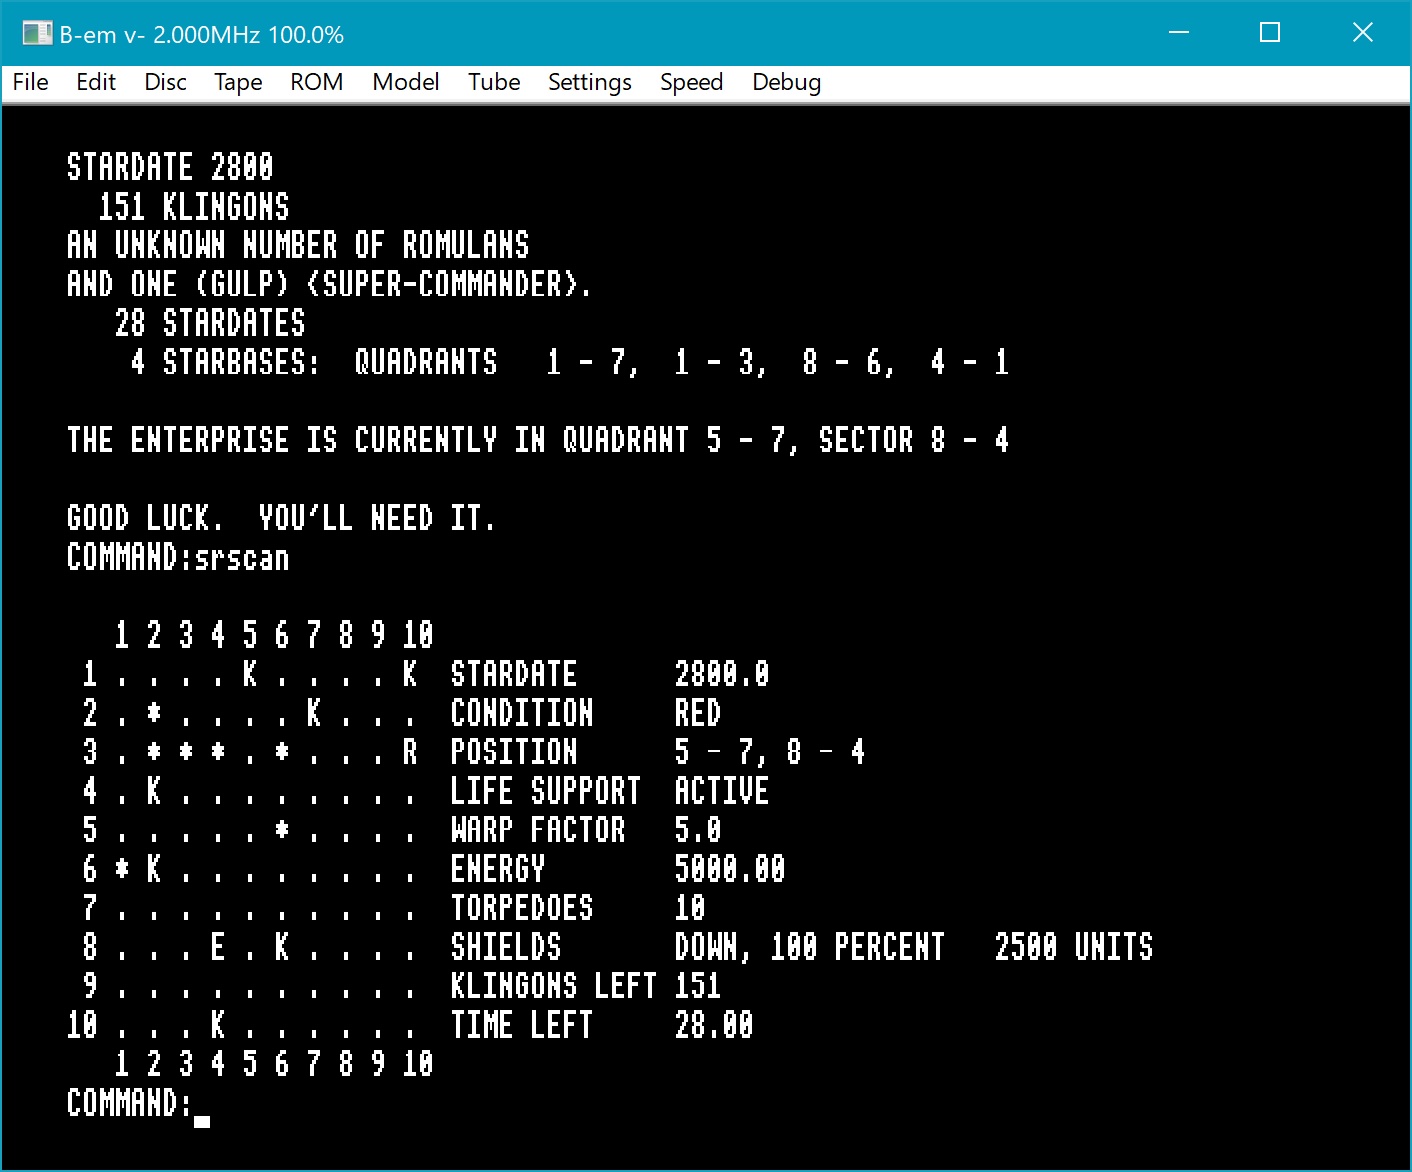 B-em v- 2.000MHz 100.0%
File Edit Disc Tape ROM Model Tube Settings Speed Debug
STARDATE 2800
  151 KLINGONS
AN UNKNOWN NUMBER OF ROMULANS
AND ONE (GULP) <SUPER-COMMANDER>.
   28 STARDATES
    4 STARBASES:  QUADRANTS   1 - 7,  1 - 3,  8 - 6,  4 - 1
THE ENTERPRISE IS CURRENTLY IN QUADRANT 5 - 7, SECTOR 8 - 4
GOOD LUCK.  YOU'LL NEED IT.
COMMAND:srscan
   1 2 3 4 5 6 7 8 9 10
 1 . . . . K . . . . K  STARDATE      2800.0
 2 . * . . . . K . . .  CONDITION     RED
 3 . * * * . * . . . R  POSITION      5 - 7, 8 - 4
 4 . K . . . . . . . .  LIFE SUPPORT  ACTIVE
 5 . . . . . * . . . .  WARP FACTOR   5.0
 6 * K . . . . . . . .  ENERGY        5000.00
 7 . . . . . . . . . .  TORPEDOES     10
 8 . . . E . K . . . .  SHIELDS       DOWN, 100 PERCENT   2500 UNITS
 9 . . . . . . . . . .  KLINGONS LEFT 151
10 . . . K . . . . . .  TIME LEFT     28.00
   1 2 3 4 5 6 7 8 9 10
COMMAND: